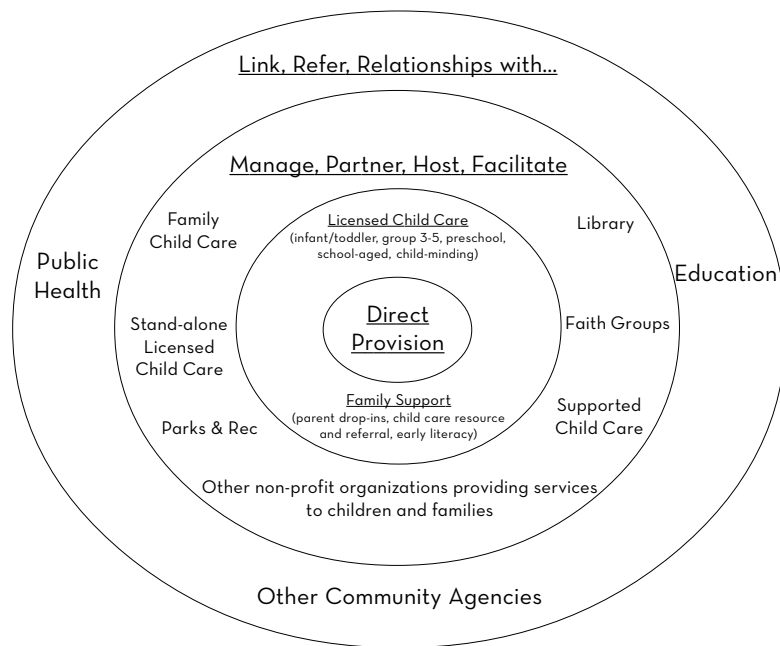 Link, Refer, Relationships with...
Manage, Partner, Host, Facilitate
Family
Child Care
Licensed Child Care
(infant/toddler, group 3-5, preschool,
school-aged, child-minding)
Library
Public
Health
Education
Direct
Provision
Stand-alone
Licensed
Child Care
Faith Groups
Family Support
(parent drop-ins, child care resource
and referral, early literacy)
Parks & Rec
Supported
Child Care
Other non-profit organizations providing services
to children and families
Other Community Agencies